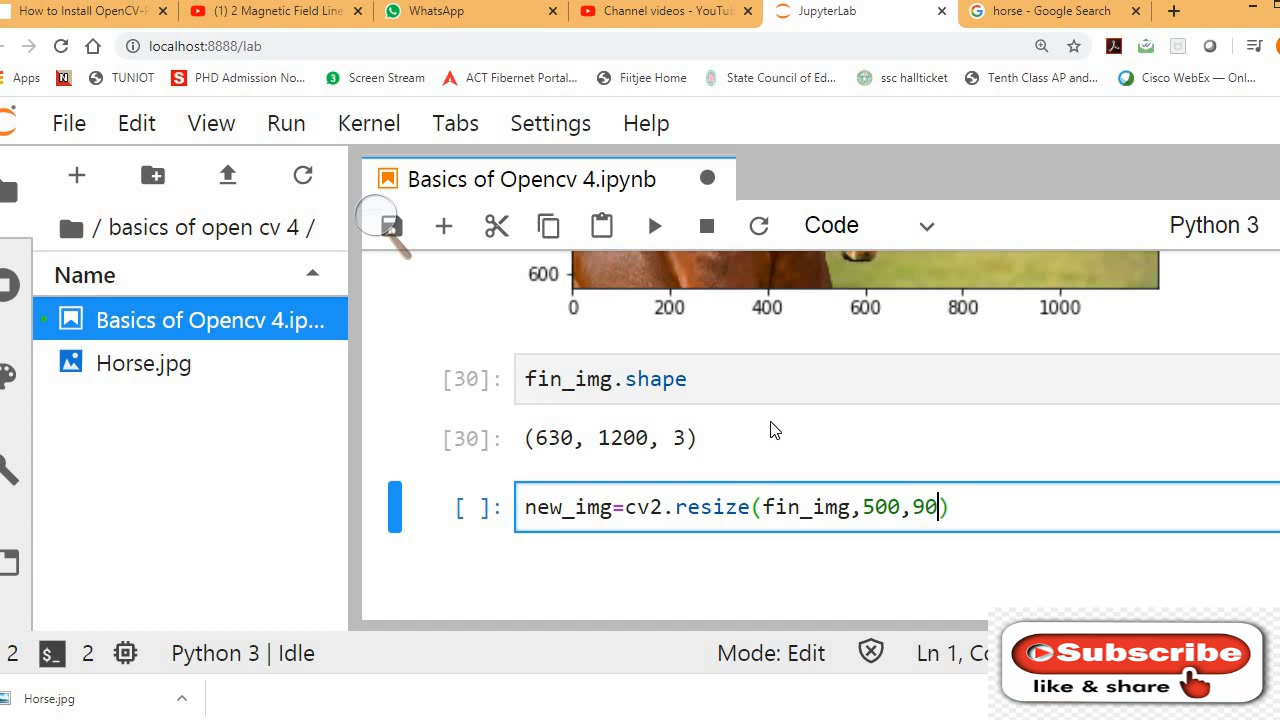 How to Install OpenCV-P
(1) 2 Magnetic Field Line
WhatsApp
Channel videos - YouTu
JupyterLab
horse - Google Search
localhost:8888/lab
Apps
TUNIOT
PHD Admission No...
Screen Stream
ACT Fibernet Portal...
Fiitjee Home
State Council of Ed...
ssc hallticket
Tenth Class AP and...
Cisco WebEx — Onl...
File Edit View Run Kernel Tabs Settings Help
Basics of Opencv 4.ipynb
/ basics of open cv 4 /
Code
Python 3
Name
Basics of Opencv 4.ip...
Horse.jpg
600
0 200 400 600 800 1000
[30]: fin_img.shape
[30]: (630, 1200, 3)
[ ]: new_img=cv2.resize(fin_img,500,90)
2 $_ 2 Python 3 | Idle
Mode: Edit
Ln 1, C
Subscribe
like & share
Horse.jpg